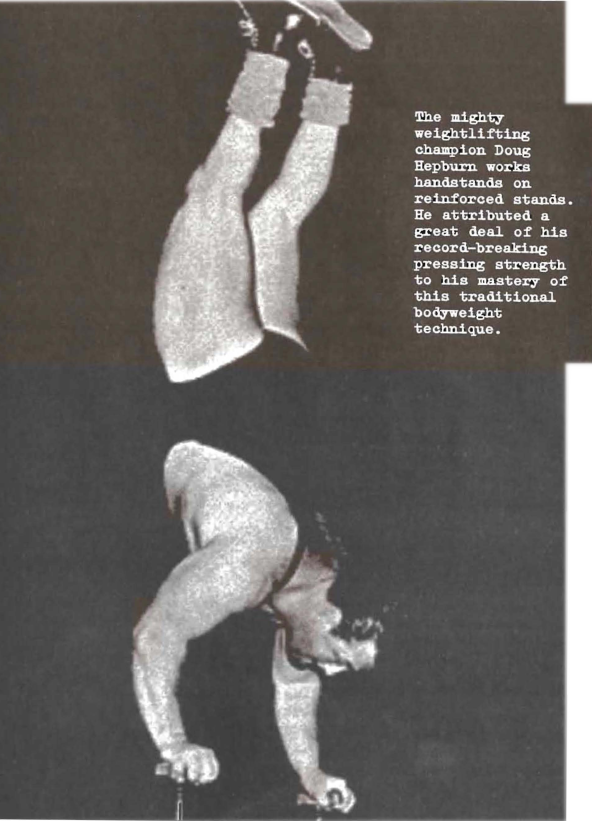 The mighty
weightlifting
champion Doug
Hepburn works
handstands on
reinforced stands.
He attributed a
great deal of his
record-breaking
pressing strength
to his mastery of
this traditional
bodyweight
technique.